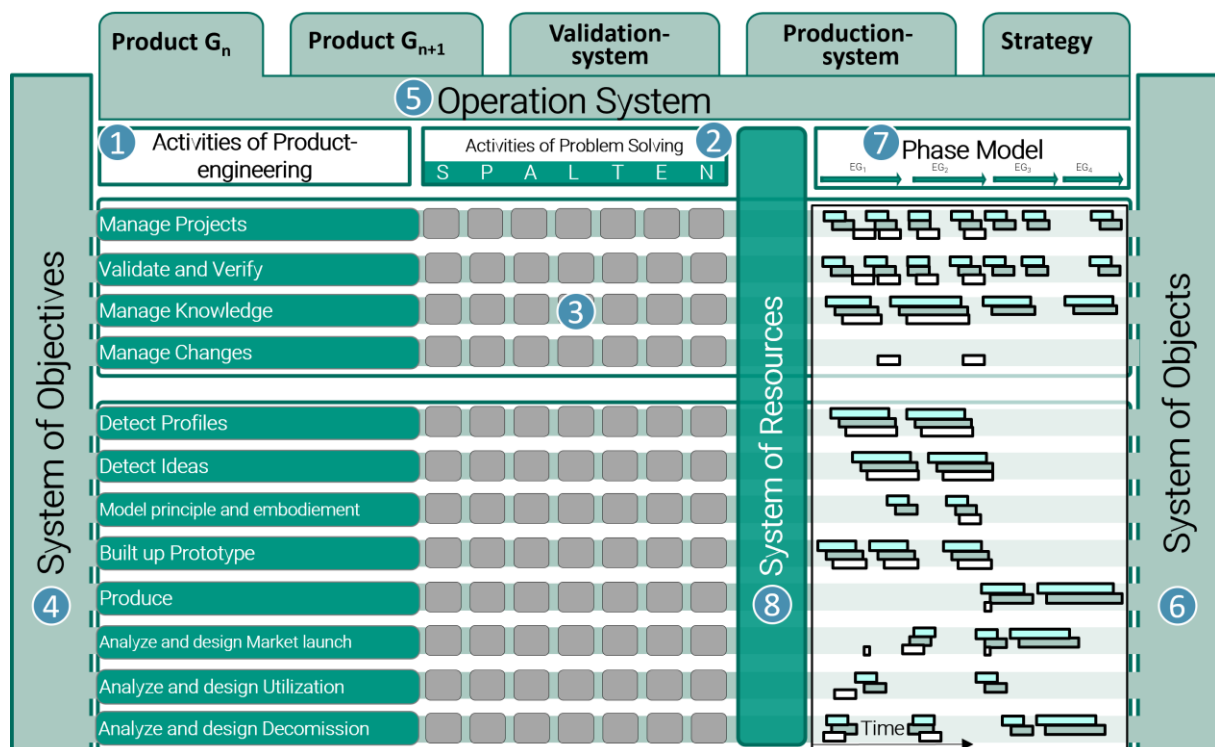 Product Gn
Product Gn+1
Validation-
system
Production-
system
Strategy
5 Operation System
1 Activities of Product-
engineering
Activities of Problem Solving 2
S P A L T E N
7 Phase Model
EG1 EG2 EG3 EG4
System of Objectives
4
Manage Projects
Validate and Verify
Manage Knowledge
3
Manage Changes
Detect Profiles
Detect Ideas
Model principle and embodiement
Built up Prototype
Produce
Analyze and design Market launch
Analyze and design Utilization
Analyze and design Decomission
System of Resources
8
Time
System of Objects
6